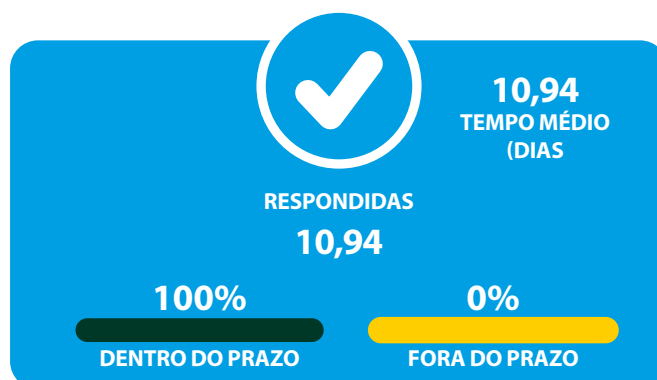 10,94
TEMPO MÉDIO
(DIAS
RESPONDIDAS
10,94
100%
DENTRO DO PRAZO
0%
FORA DO PRAZO